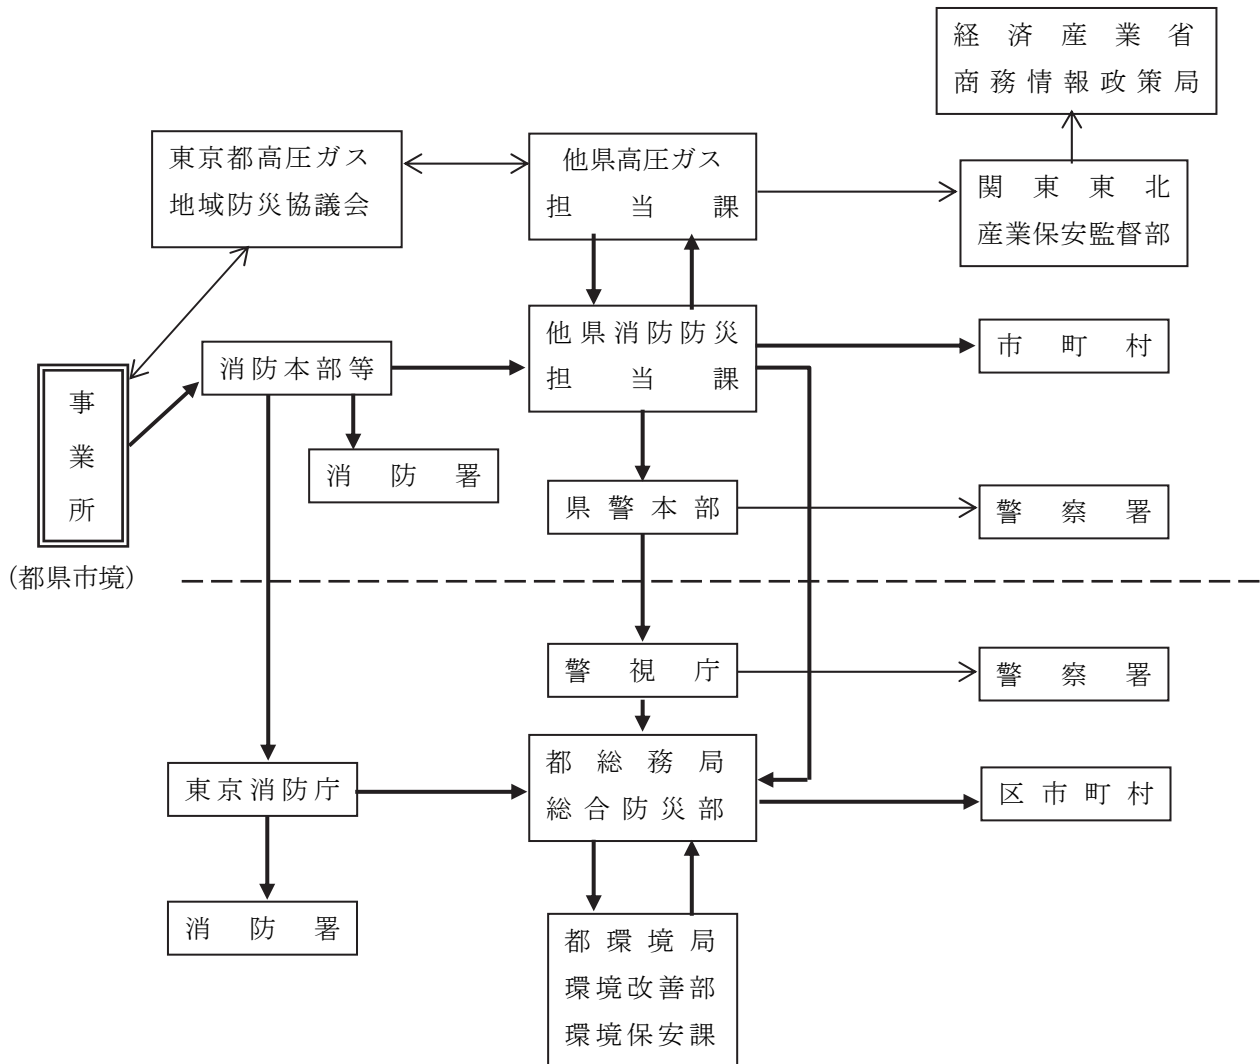 経済産業省
商務情報政策局
東京都高圧ガス
地域防災協議会
他県高圧ガス
担当課
関東東北
産業保安監督部
他県消防防災
担当課
市町村
消防本部等
事
業
所
消防署
県警本部
警察署
(都県市境)
警視庁
警察署
都総務局
総合防災部
東京消防庁
区市町村
消防署
都環境局
環境改善部
環境保安課